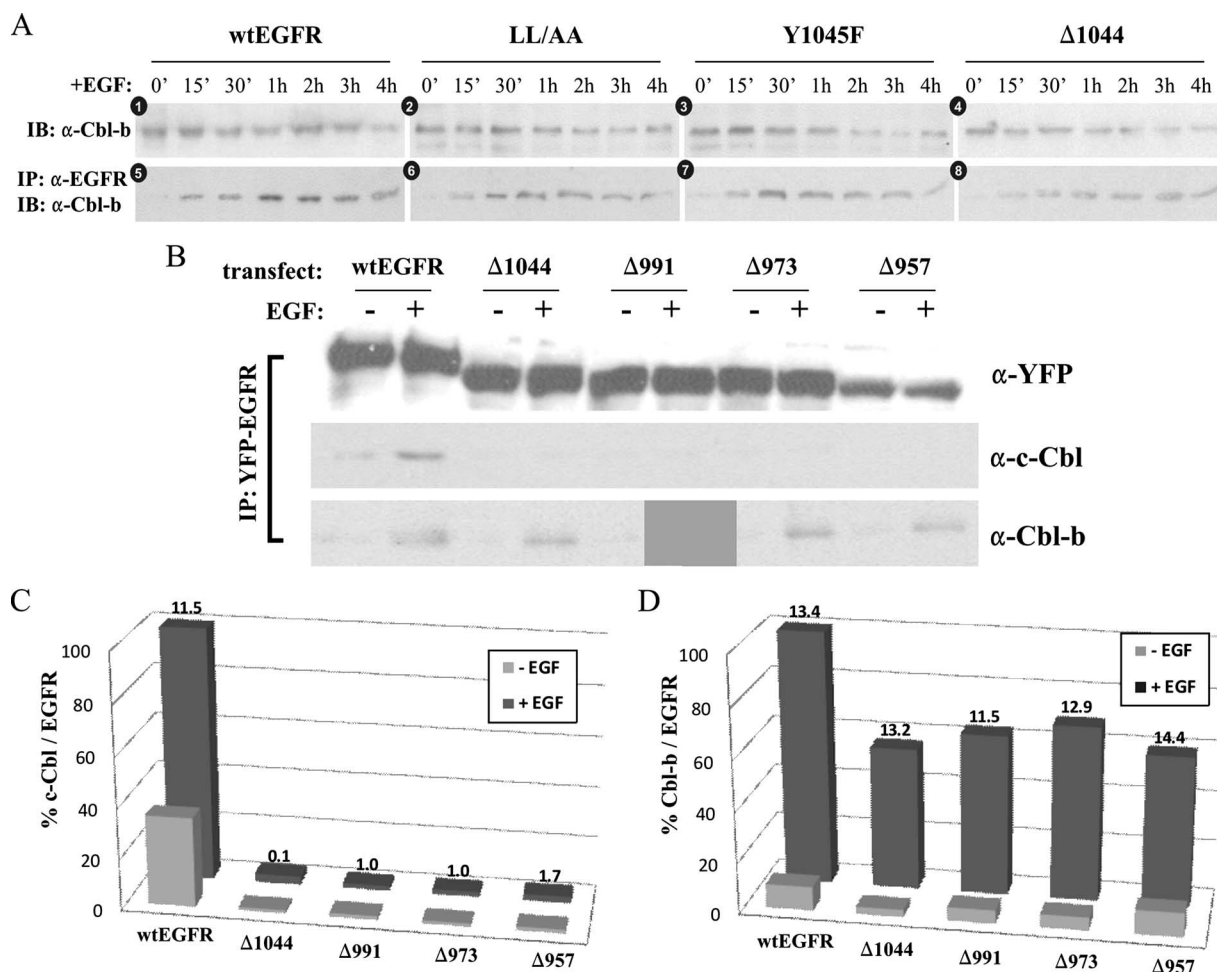 A
wtEGFR LL/AA Y1045F Δ1044
+EGF: 0’ 15’ 30’ 1h 2h 3h 4h 0’ 15’ 30’ 1h 2h 3h 4h 0’ 15’ 30’ 1h 2h 3h 4h 0’ 15’ 30’ 1h 2h 3h 4h
1 2 3 4
IB: α-Cbl-b
5 6 7 8
IP: α-EGFR
IB: α-Cbl-b
B
transfect: wtEGFR Δ1044 Δ991 Δ973 Δ957
EGF: - + - + - + - + - +
IP: YFP-EGFR
α-YFP
α-c-Cbl
α-Cbl-b
C
% c-Cbl / EGFR
100
80
60
40
20
0
11.5
0.1
1.0
1.0
1.7
- EGF
+ EGF
wtEGFR
Δ1044
Δ991
Δ973
Δ957
D
% Cbl-b / EGFR
100
80
60
40
20
0
13.4
13.2
11.5
12.9
14.4
- EGF
+ EGF
wtEGFR
Δ1044
Δ991
Δ973
Δ957